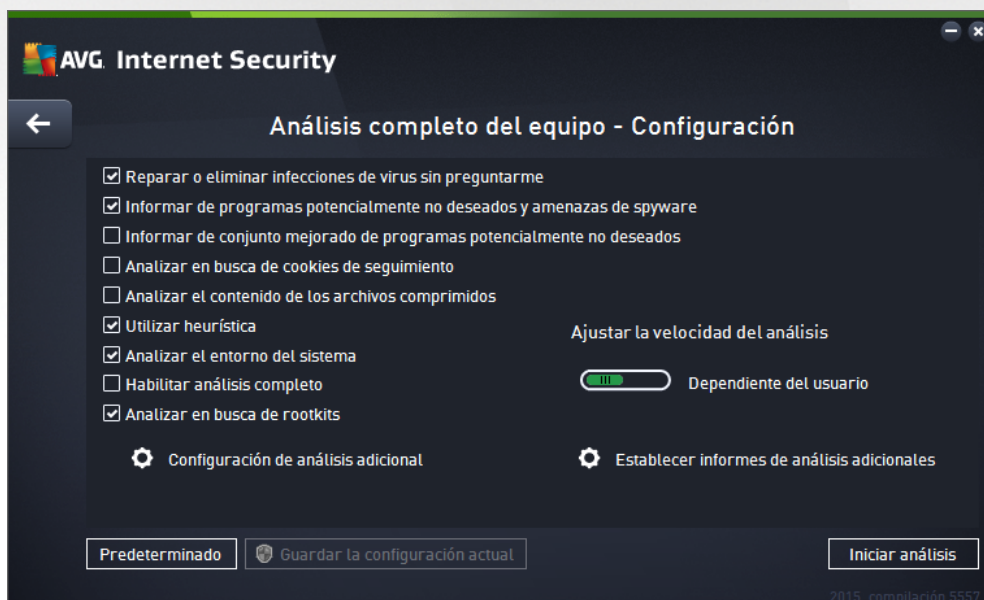 AVG. Internet Security
Análisis completo del equipo - Configuración
Reparar o eliminar infecciones de virus sin preguntarme
Informar de programas potencialmente no deseados y amenazas de spyware
Informar de conjunto mejorado de programas potencialmente no deseados
Analizar en busca de cookies de seguimiento
Analizar el contenido de los archivos comprimidos
Utilizar heurística
Analizar el entorno del sistema
Habilitar análisis completo
Analizar en busca de rootkits
Ajustar la velocidad del análisis
Dependiente del usuario
Configuración de análisis adicional
Establecer informes de análisis adicionales
Predeterminado
Guardar la configuración actual
Iniciar análisis
2015, compilación 5557